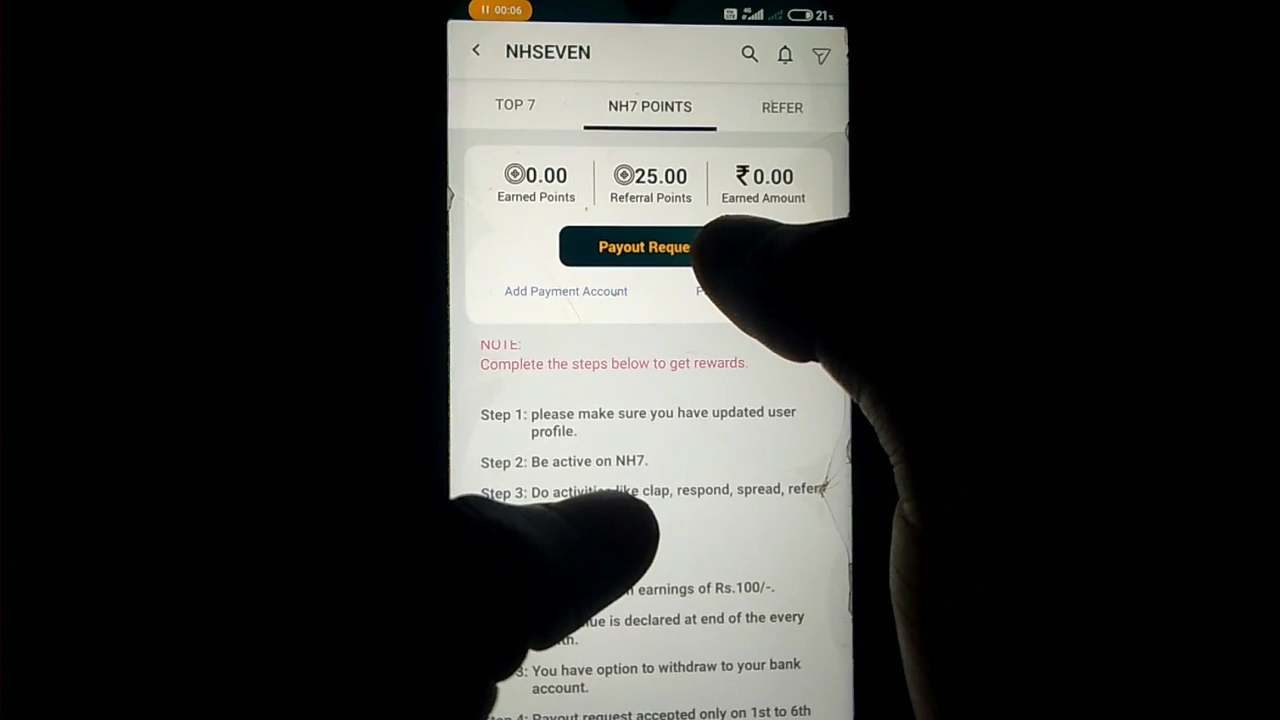 00:06
4G
21%
NHSEVEN
TOP 7
NH7 POINTS
REFER
0.00
25.00
₹0.00
Earned Points
Referral Points
Earned Amount
Payout
Add Payment Account
NOTE:
Complete the steps below to get rewards.
Step 1: please make sure you have updated user
profile.
Step 2: Be active on NH7.
Step 3: Do activities like clap, respond, spread, refer
earnings of Rs.100/-.
is declared at end of the every
3: You have option to withdraw to your bank
account.
Step 4: Payout request accepted only on 1st to 6th